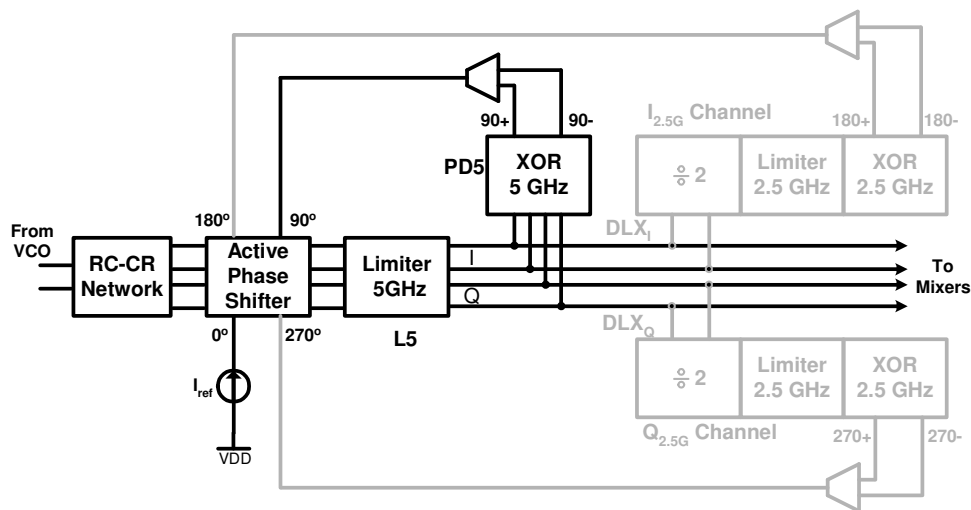 I2.5G Channel
180+
180-
90+
90-
PD5
XOR
5 GHz
÷ 2
Limiter
2.5 GHz
XOR
2.5 GHz
180º
90º
DLXI
From
VCO
RC-CR
Network
Active
Phase
Shifter
Limiter
5GHz
I
Q
To
Mixers
0º
270º
L5
DLXQ
Iref
÷ 2
Limiter
2.5 GHz
XOR
2.5 GHz
Q2.5G Channel
270+
270-
VDD